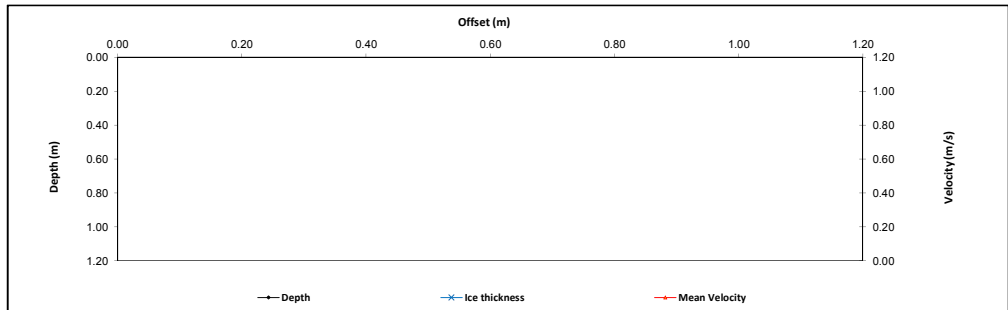 Offset (m)
0.00 0.20 0.40 0.60 0.80 1.00 1.20
0.00 1.20
0.20 1.00
0.40 0.80
0.60 0.60
0.80 0.40
1.00 0.20
1.20 0.00
Depth (m)
Velocity (m/s)
Depth Ice thickness Mean Velocity